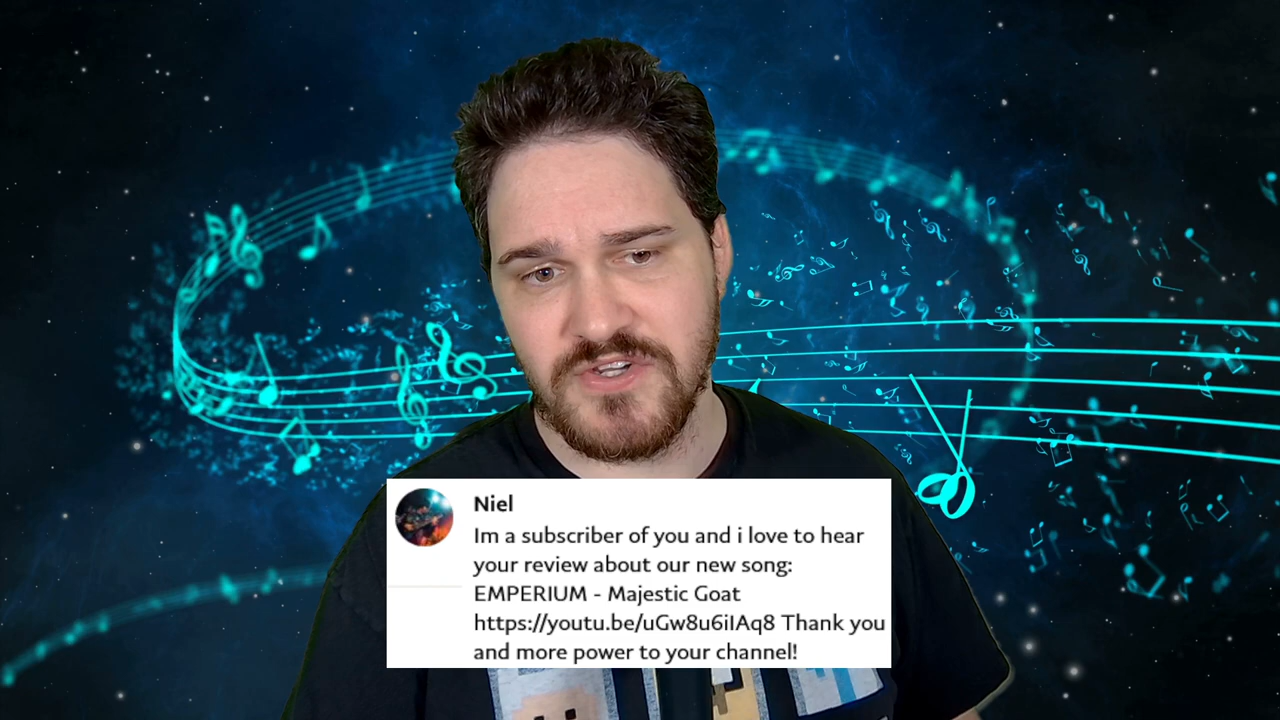 Niel
Im a subscriber of you and i love to hear
your review about our new song:
EMPERIUM - Majestic Goat
https://youtu.be/uGw8u6iIAq8 Thank you
and more power to your channel!